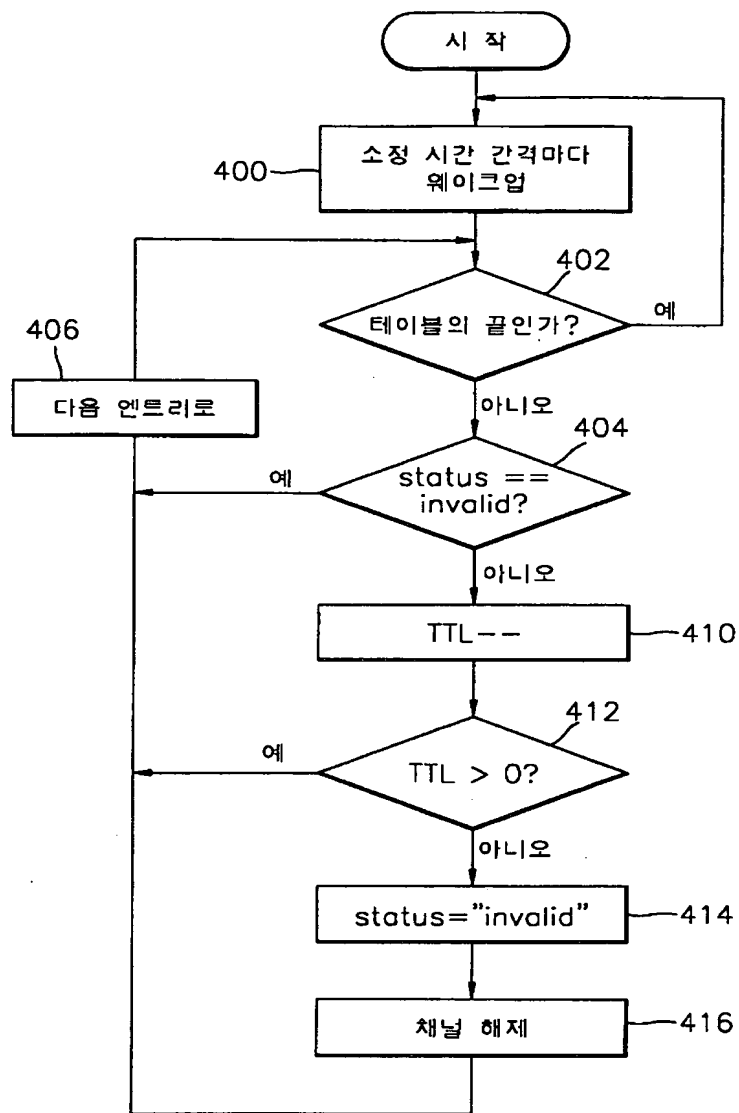 시 작
소정 시간 간격마다
웨이크업
400
402
테이블의 끝인가?
예
406
다음 엔트리로
아니오
404
status ==
invalid?
예
아니오
TTL--
410
412
TTL > 0?
예
아니오
status="invalid"
414
채널 해제
416